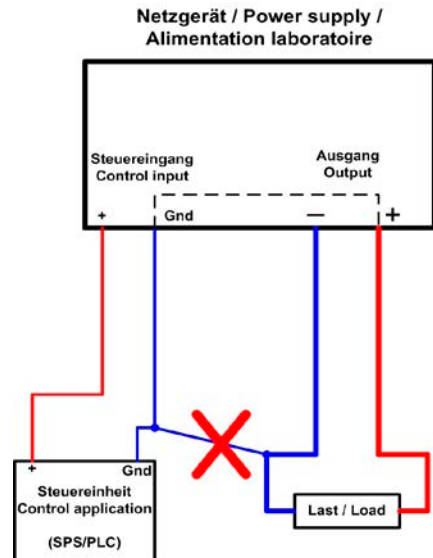 Netzgerät / Power supply /
Alimentation laboratoire
Steuereingang
Control input
Ausgang
Output
+
Gnd
—
+
+
Gnd
Steuereinheit
Control application
(SPS/PLC)
Last / Load